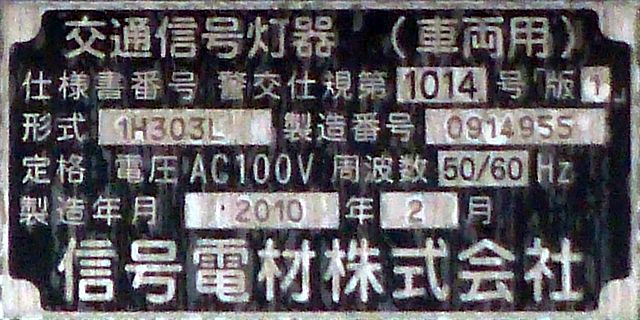 交通信号灯器 (車両用)
仕様書番号 警交仕規第 1014 号 版 1
形式 1H303L 製造番号 0914955
定格 電圧 AC100V 周波数 50/60 Hz
製造年月 2010 年 2 月
信号電材株式会社